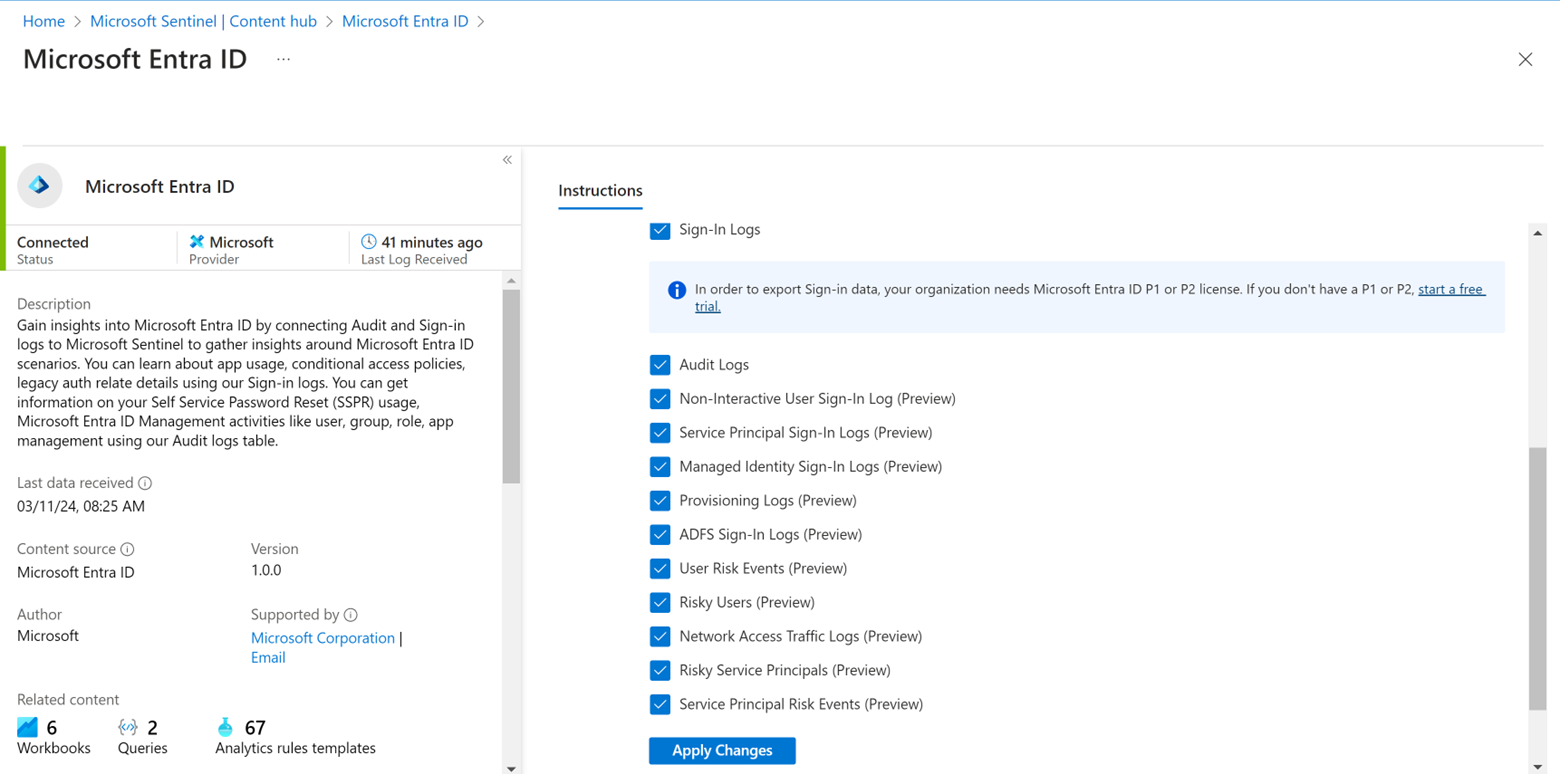 Home > Microsoft Sentinel | Content hub > Microsoft Entra ID >
Microsoft Entra ID ...
Microsoft Entra ID
Connected
Status
Microsoft
Provider
41 minutes ago
Last Log Received
Description
Gain insights into Microsoft Entra ID by connecting Audit and Sign-in
logs to Microsoft Sentinel to gather insights around Microsoft Entra ID
scenarios. You can learn about app usage, conditional access policies,
legacy auth relate details using our Sign-in logs. You can get
information on your Self Service Password Reset (SSPR) usage,
Microsoft Entra ID Management activities like user, group, role, app
management using our Audit logs table.
Last data received
03/11/24, 08:25 AM
Content source
Microsoft Entra ID
Version
1.0.0
Author
Microsoft
Supported by
Microsoft Corporation |
Email
Related content
6
Workbooks
2
Queries
67
Analytics rules templates
Instructions
Sign-In Logs
In order to export Sign-in data, your organization needs Microsoft Entra ID P1 or P2 license. If you don't have a P1 or P2, start a free
trial.
Audit Logs
Non-Interactive User Sign-In Log (Preview)
Service Principal Sign-In Logs (Preview)
Managed Identity Sign-In Logs (Preview)
Provisioning Logs (Preview)
ADFS Sign-In Logs (Preview)
User Risk Events (Preview)
Risky Users (Preview)
Network Access Traffic Logs (Preview)
Risky Service Principals (Preview)
Service Principal Risk Events (Preview)
Apply Changes